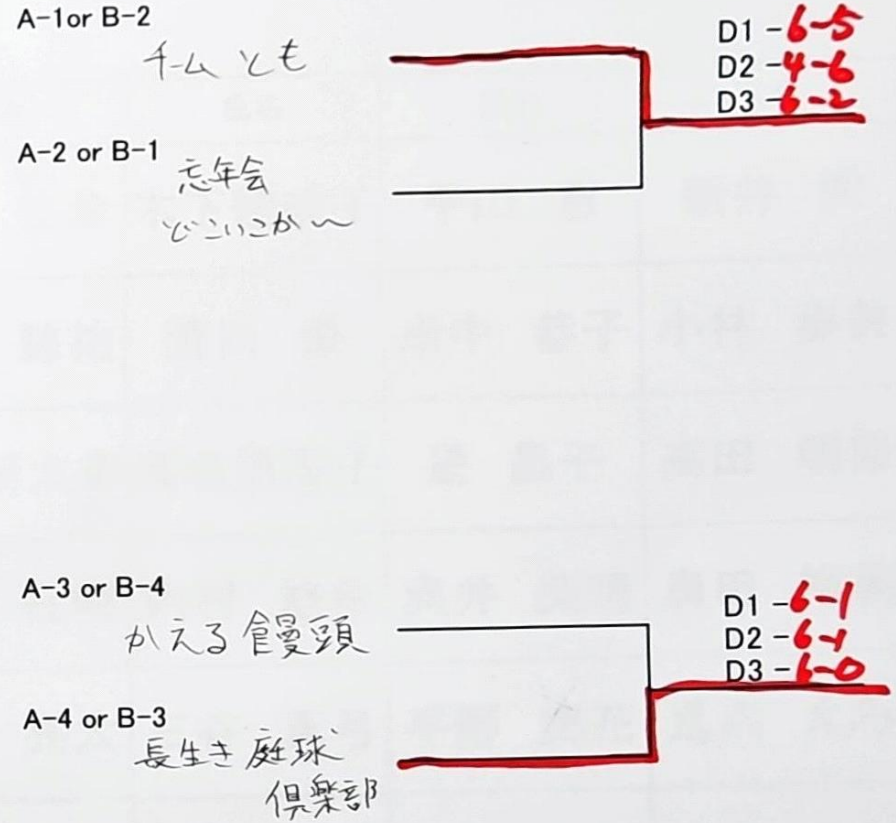 A-1or B-2
チームとも
D1 -6-5
D2 -4-6
D3 -6-2
A-2 or B-1
忘年会
どこいこか〜
A-3 or B-4
かえる饅頭
D1 -6-1
D2 -6-1
D3 -6-0
A-4 or B-3
長生き庭球
倶楽部